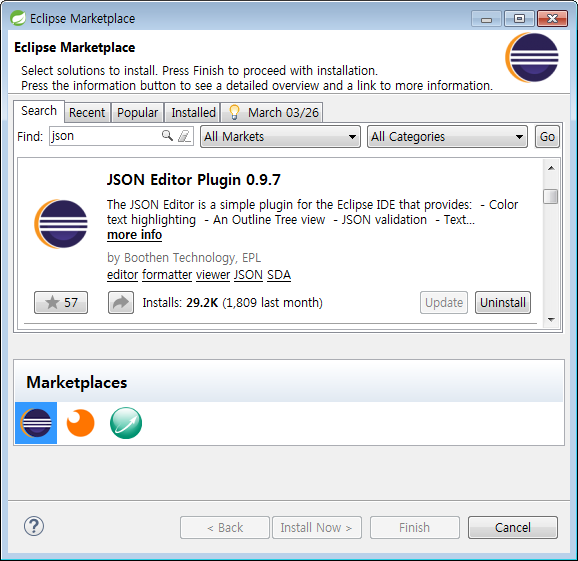 Eclipse Marketplace
Eclipse Marketplace
Select solutions to install. Press Finish to proceed with installation.
Press the information button to see a detailed overview and a link to more information.
Search Recent Popular Installed March 03/26
Find: json All Markets All Categories Go
JSON Editor Plugin 0.9.7
The JSON Editor is a simple plugin for the Eclipse IDE that provides: - Color
text highlighting - An Outline Tree view - JSON validation - Text...
more info
by Boothen Technology, EPL
editor formatter viewer JSON SDA
57 Installs: 29.2K (1,809 last month) Update Uninstall
Marketplaces
? < Back Install Now > Finish Cancel